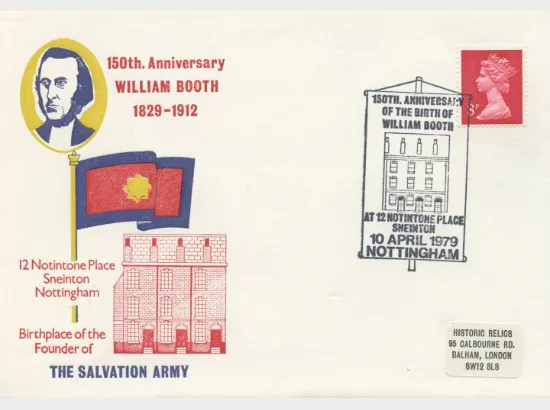 150th. Anniversary
WILLIAM BOOTH
1829-1912
12 Notintone Place
Sneinton
Nottingham
Birthplace of the
Founder of
THE SALVATION ARMY
150TH. ANNIVERSARY
OF THE BIRTH OF
WILLIAM BOOTH
AT 12 NOTINTONE PLACE
SNEINTON
10 APRIL 1979
NOTTINGHAM
8P
HISTORIC RELICS
95 CALBOURNE RD.
BALHAM, LONDON
SW12 8LS